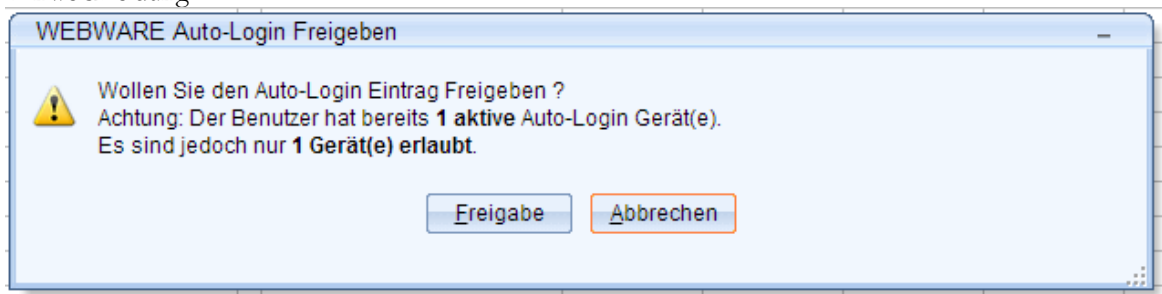 WEBWARE Auto-Login Freigeben
Wollen Sie den Auto-Login Eintrag Freigeben ?
Achtung: Der Benutzer hat bereits 1 aktive Auto-Login Gerät(e).
Es sind jedoch nur 1 Gerät(e) erlaubt.
Freigabe Abbrechen